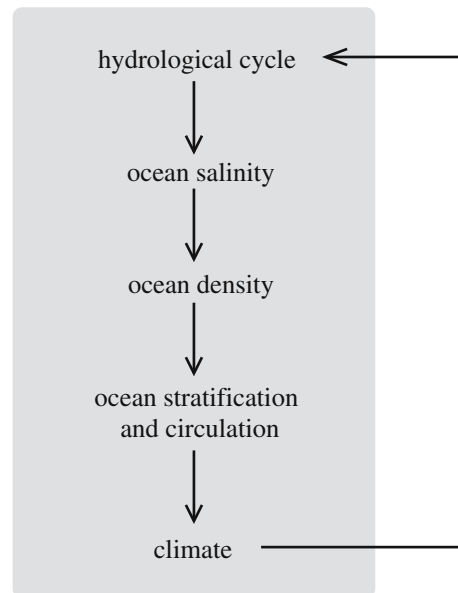 hydrological cycle
ocean salinity
ocean density
ocean stratification
and circulation
climate